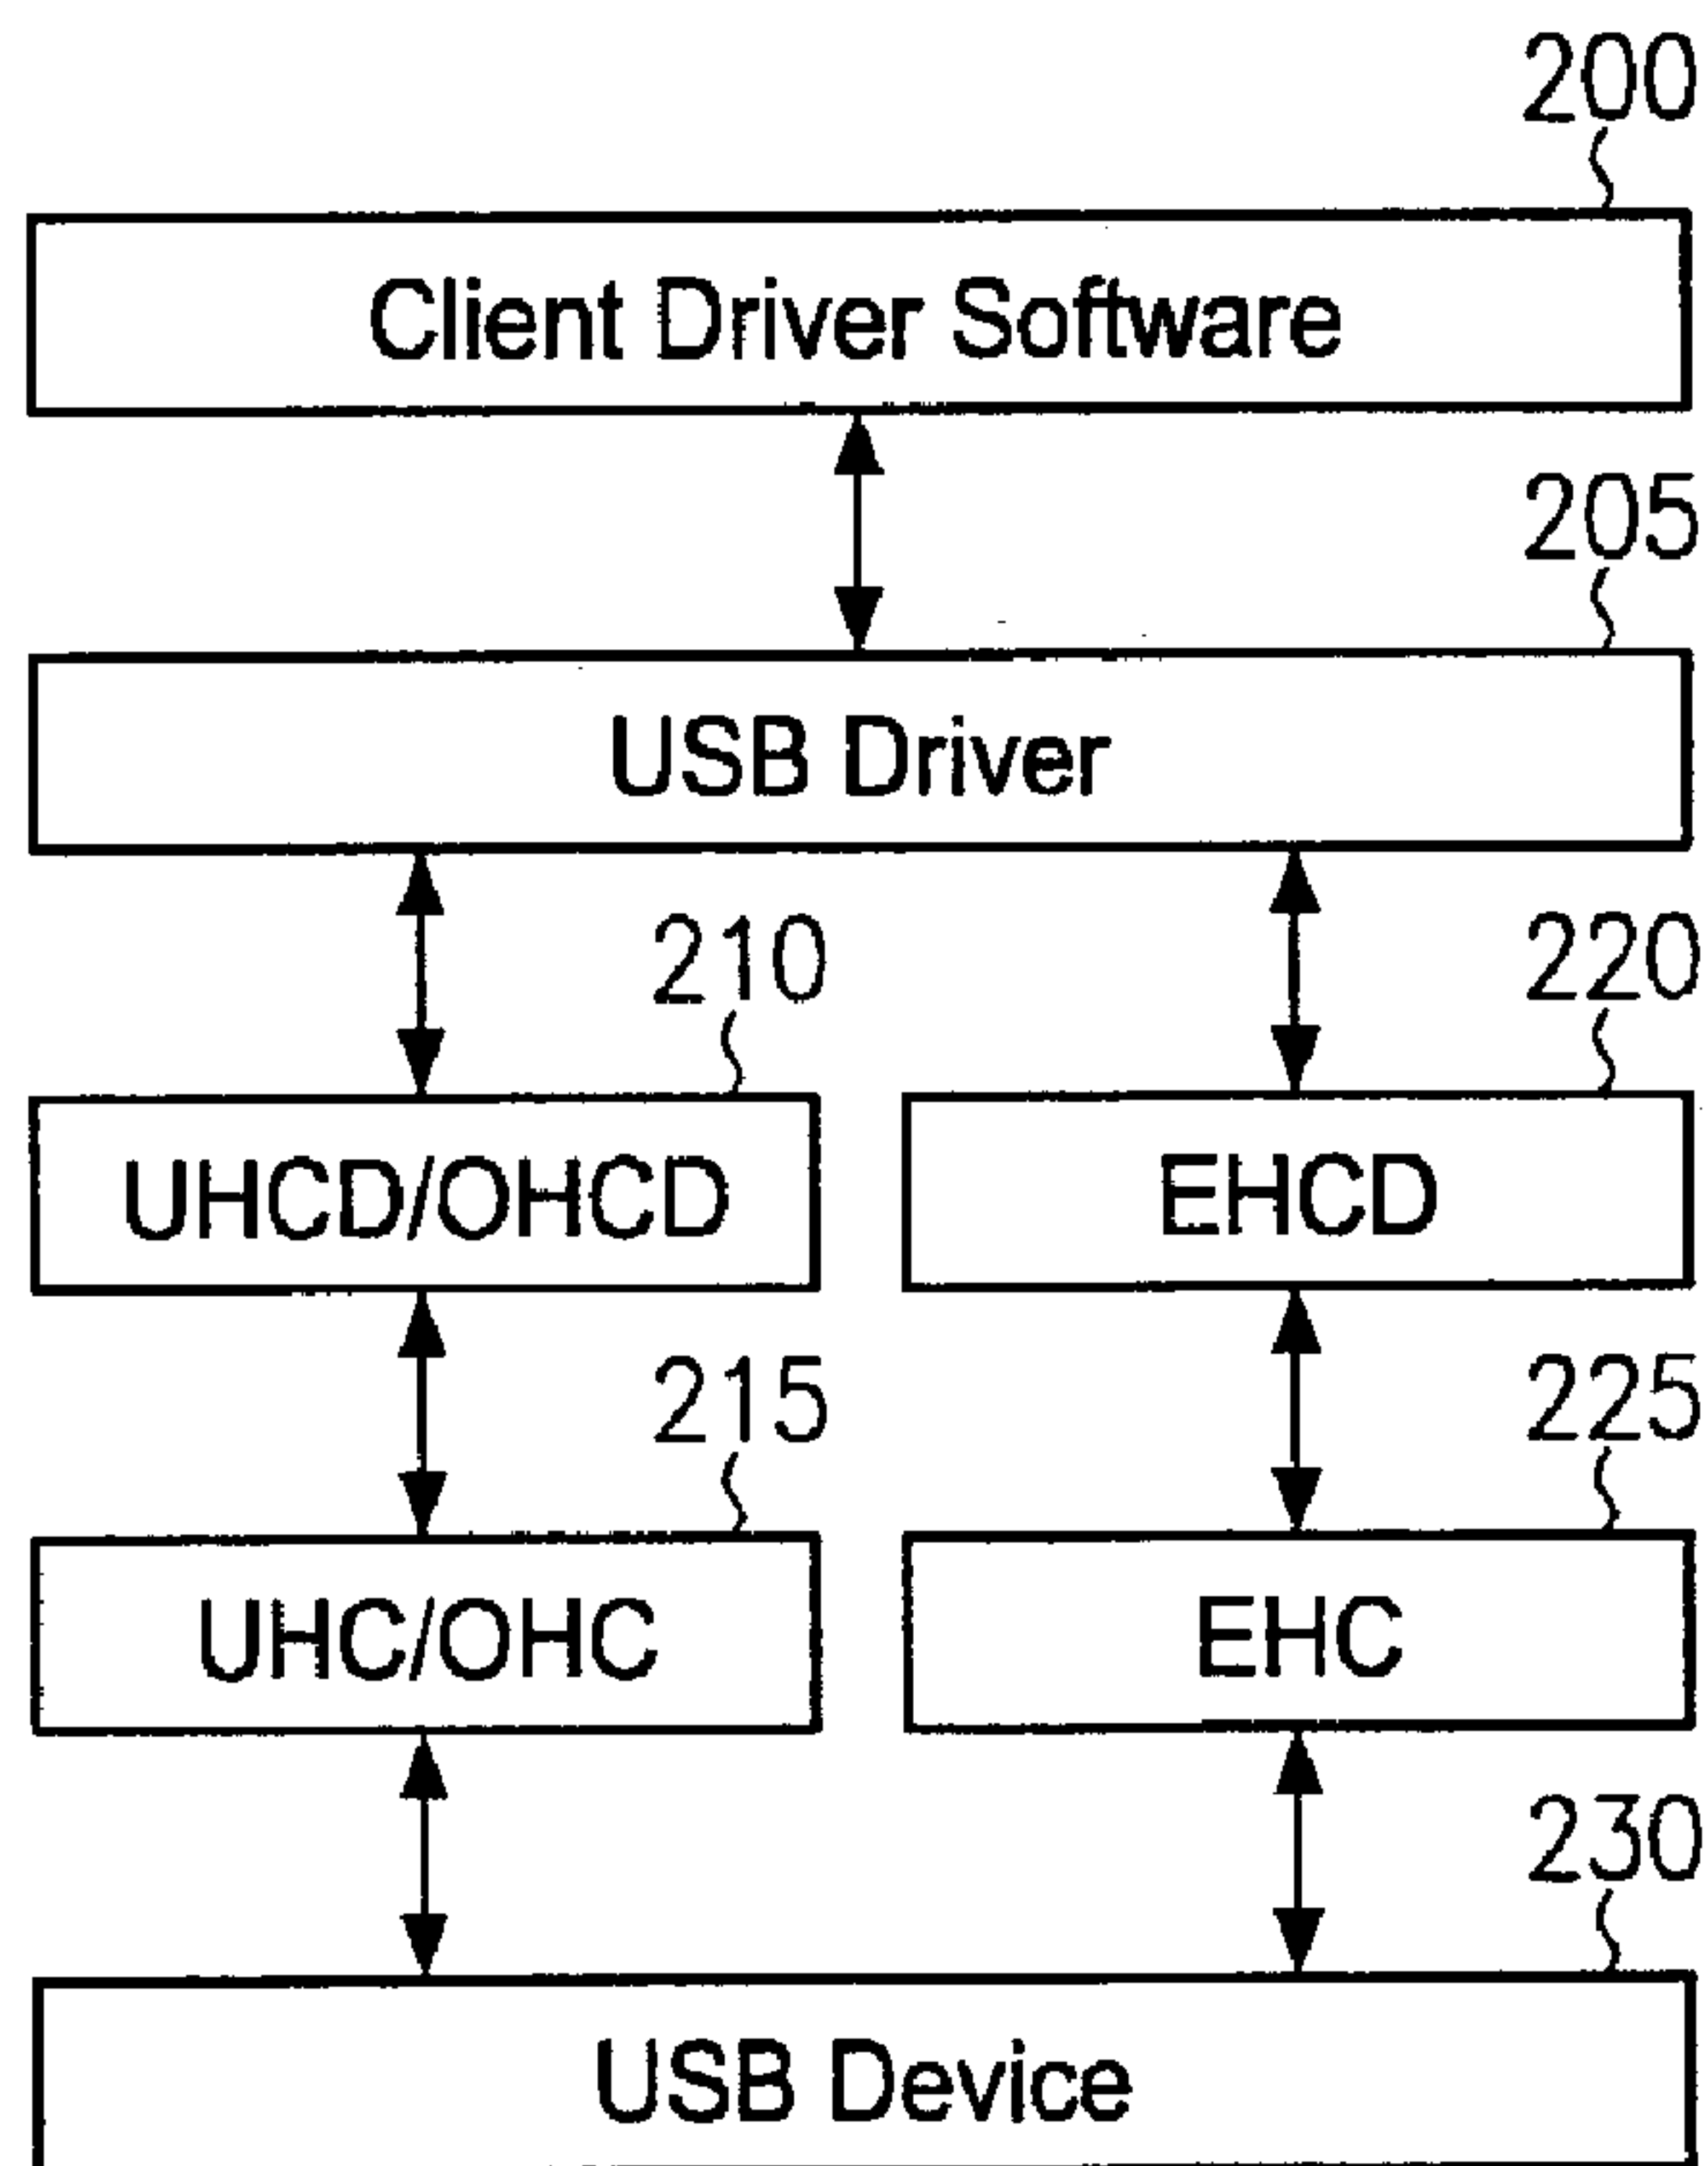 200
Client Driver Software
205
USB Driver
210
220
UHCD/OHCD
EHCD
215
225
UHC/OHC
EHC
230
USB Device